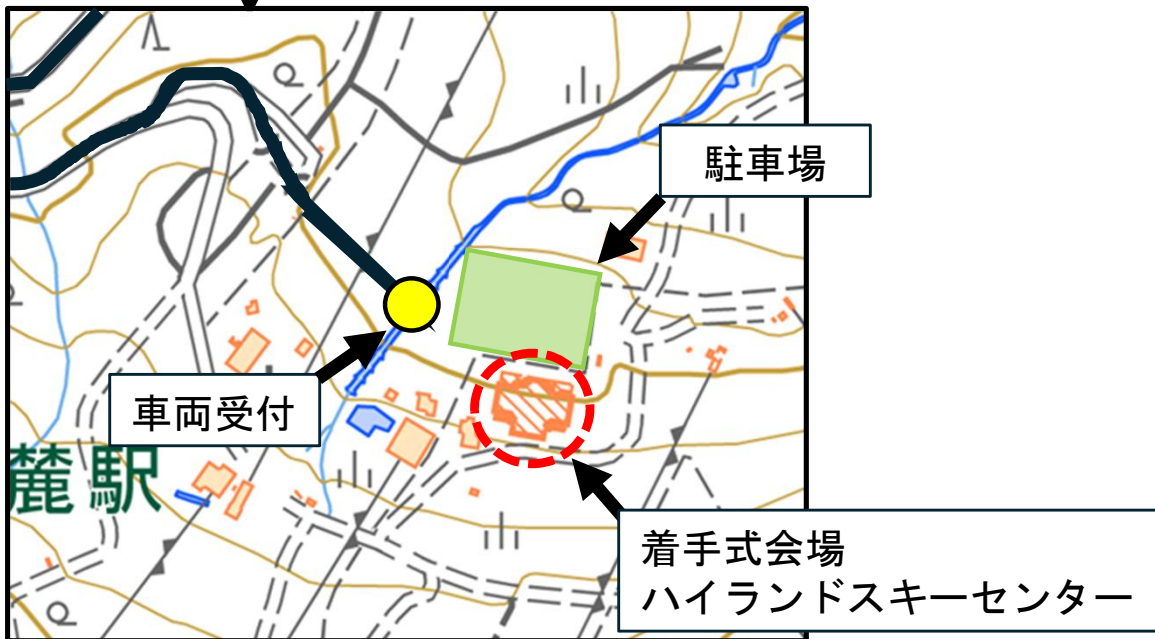 駐車場
車両受付
麓駅
着手式会場
ハイランドスキーセンター